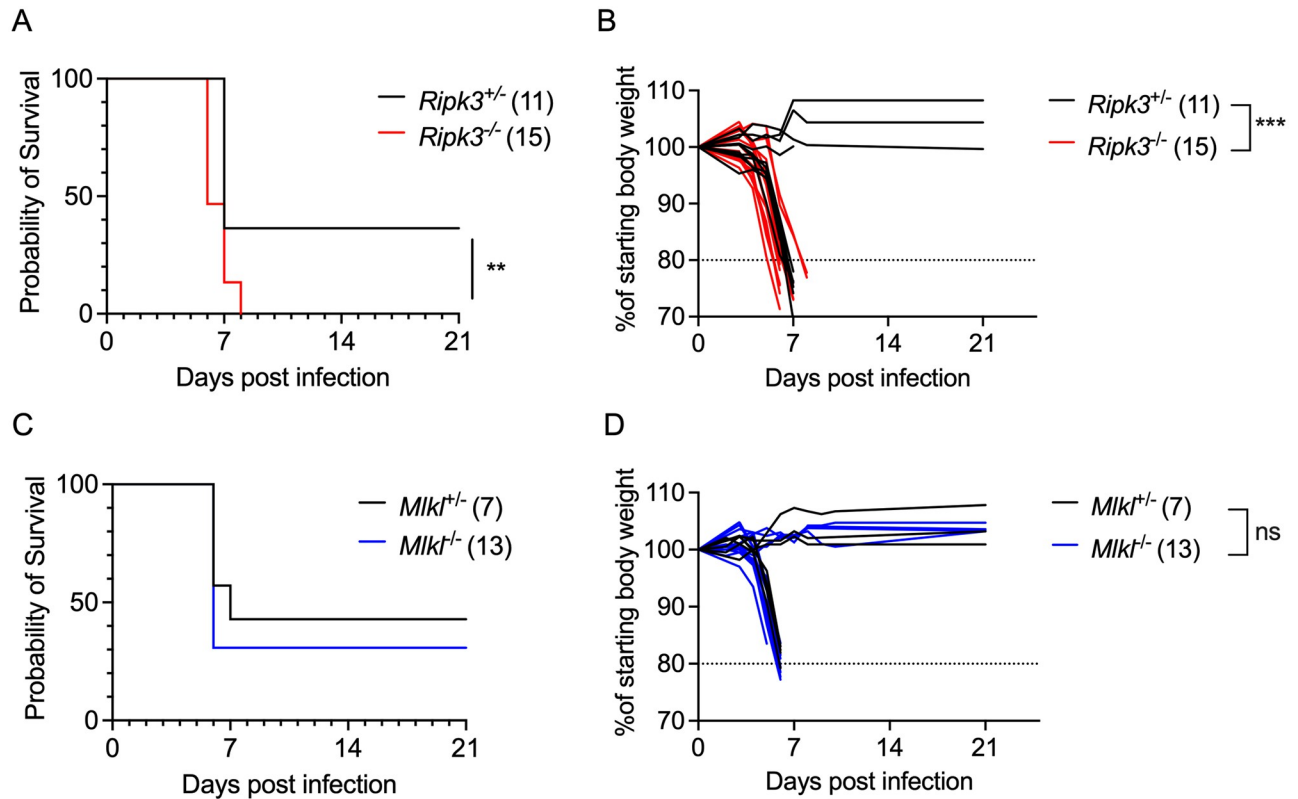 A
Probability of Survival
100
50
0
0 7 14 21
Days post infection
Ripk3+/- (11)
Ripk3-/- (15)
**
B
%of starting body weight
110
100
90
80
70
0 7 14 21
Days post infection
Ripk3+/- (11)
Ripk3-/- (15)
***
C
Probability of Survival
100
50
0
0 7 14 21
Days post infection
Mlkl+/- (7)
Mlkl-/- (13)
D
%of starting body weight
110
100
90
80
70
0 7 14 21
Days post infection
Mlkl+/- (7)
Mlkl-/- (13)
ns